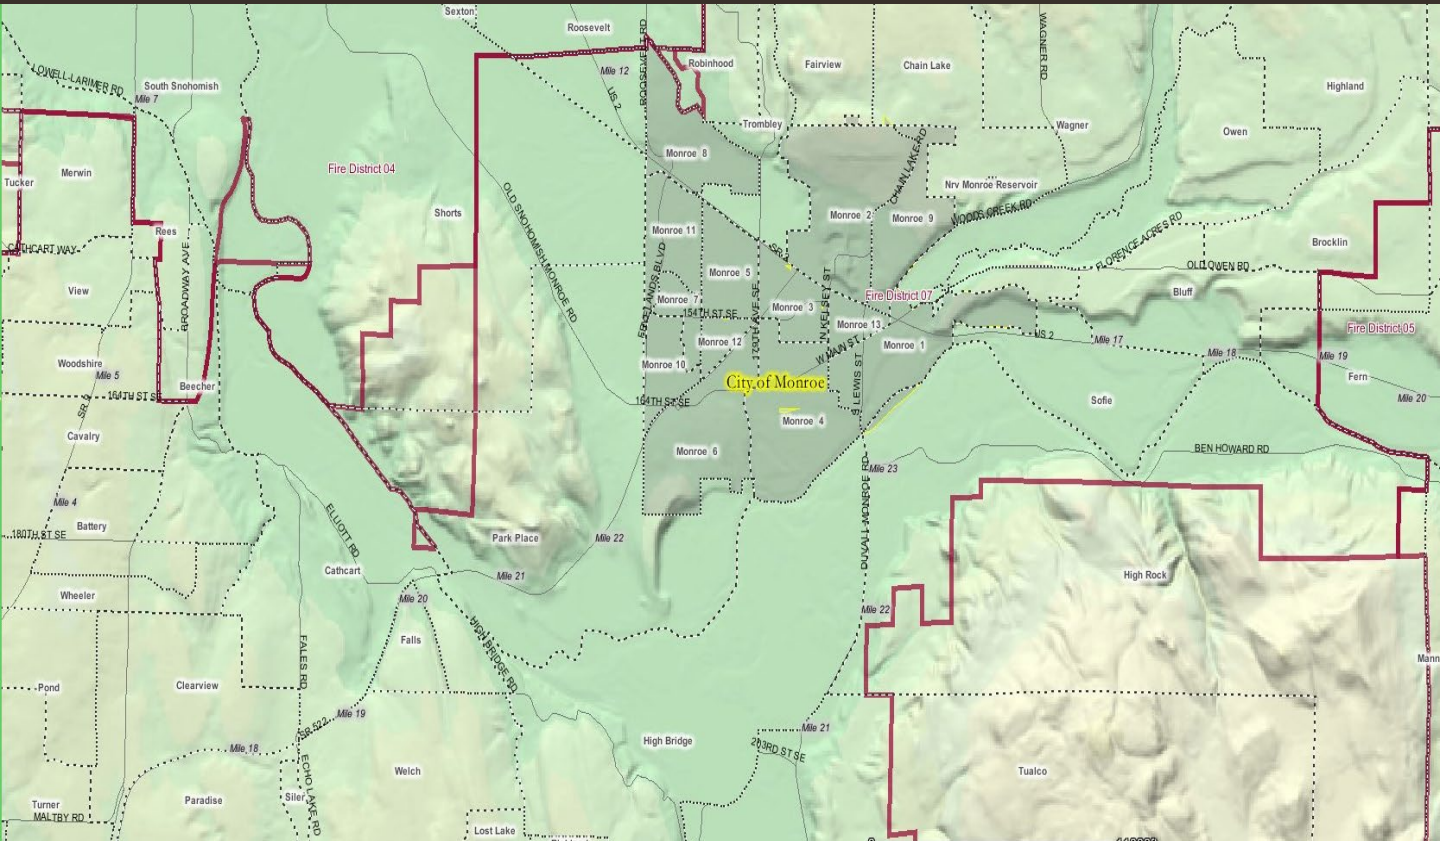 Sexton
Roosevelt
ROOSEVELT RD
Robinhood
Fairview
Chain Lake
WAGNER RD
LOWELL-LARIMER RD
South Snohomish
Mile 7
Mile 12
US 2
Highland
Trombley
Wagner
Owen
Merwin
Fire District 04
Monroe 8
CHAIN LAKE RD
Tucker
Nrv Monroe Reservoir
Shorts
OLD SNOHOMISH MONROE RD
Monroe 2
Monroe 9
WOODS CREEK RD
Rees
Monroe 11
FLORENCE ACRES RD
Brocklin
CATHCART WAY
BROADWAY AVE
Monroe 5
OLD OWEN RD
View
Monroe 7
Monroe 3
N KELSEY ST
Fire District 07
Bluff
154TH ST SE
179TH AVE SE
Monroe 13
US 2
Mile 17
Fire District 05
Monroe 12
W MAIN ST
Monroe 1
Mile 18
Mile 19
Woodshire
Mile 5
Monroe 10
Fern
Beecher
City of Monroe
S LEWIS ST
164TH ST SE
164TH ST SE
Sofie
Mile 20
SR 9
Monroe 4
Cavalry
Monroe 6
BEN HOWARD RD
Mile 23
Mile 4
DUVALL-MONROE RD
Battery
ELLIOTT RD
180TH ST SE
Park Place
Mile 22
Cathcart
Mile 21
High Rock
Wheeler
Mile 20
Mile 22
HIGH BRIDGE RD
Falls
FALES RD
Mann
Pond
Clearview
Mile 19
SR 522
Mile 21
Mile 18
High Bridge
203RD ST SE
Welch
Tualco
ECHO LAKE RD
Turner
Paradise
Siler
MALTBY RD
Lost Lake